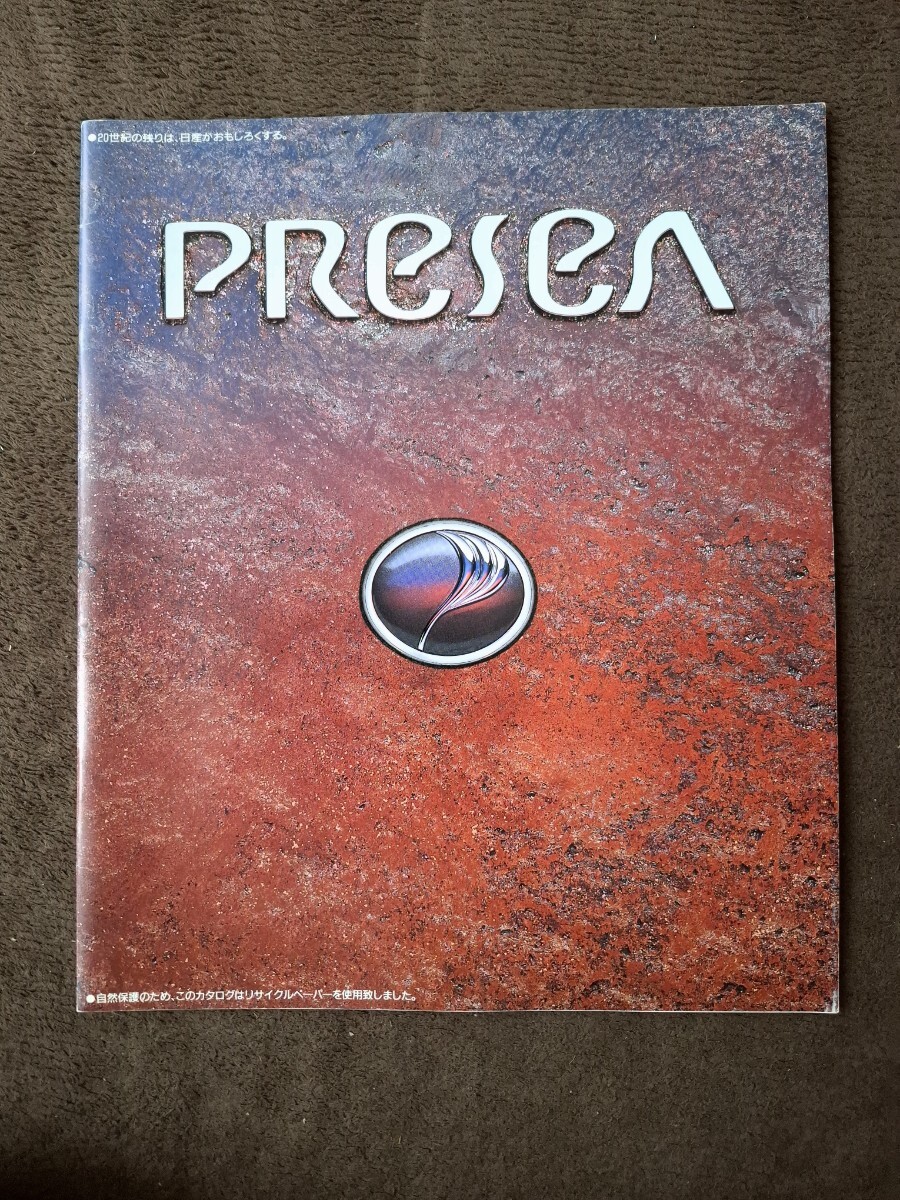 ●20世紀の残りは、日産がおもしろくする。
PRESEA
●自然保護のため、このカタログはリサイクルペーパーを使用致しました。